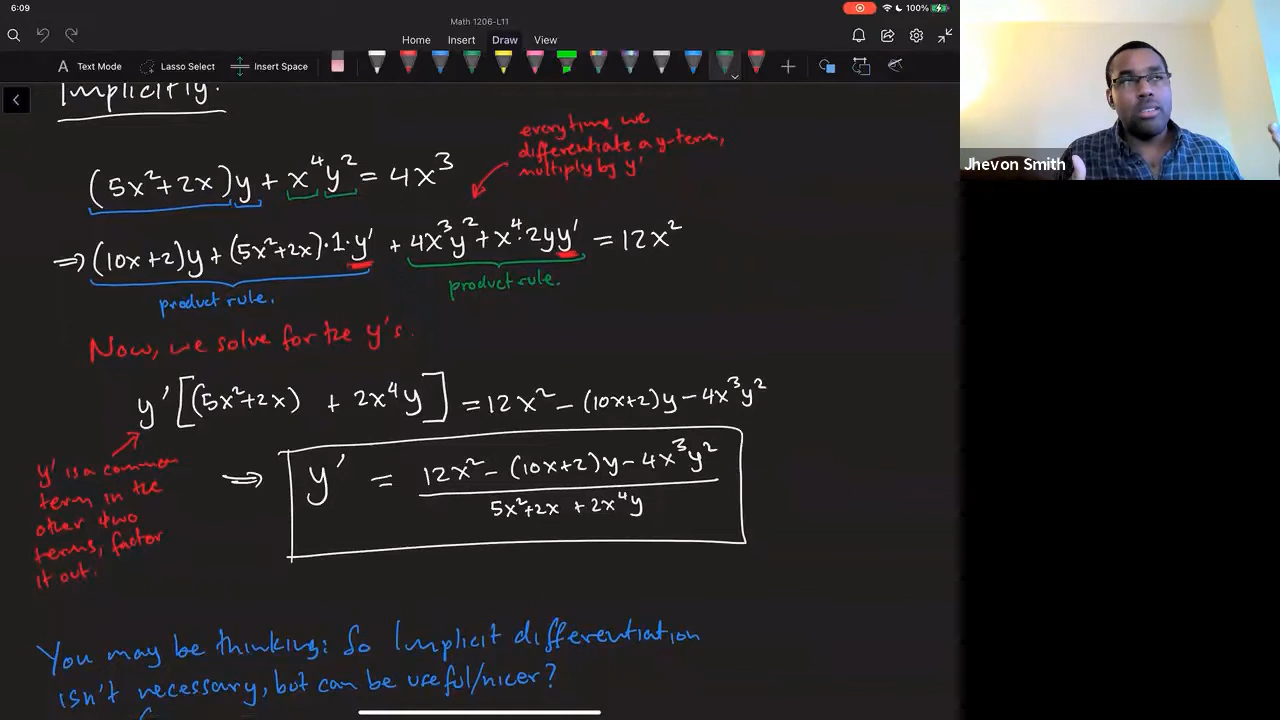 6:09
100%
Math 1206-L11
Home Insert Draw View
Text Mode Lasso Select Insert Space
Implicitly:
everytime we
differentiate a y-term,
multiply by y'
(5x²+2x)y + x⁴y² = 4x³
⇒ (10x+2)y + (5x²+2x)·1·y' + 4x³y² + x⁴·2yy' = 12x²
product rule. product rule.
Now, we solve for the y's.
y'[(5x²+2x) + 2x⁴y] = 12x² - (10x+2)y - 4x³y²
y' is a common
term in the
other two
terms, factor
it out.
⇒ y' = 12x² - (10x+2)y - 4x³y²
5x²+2x + 2x⁴y
You may be thinking: So Implicit differentiation
isn't necessary, but can be useful/nicer?
Jhevon Smith